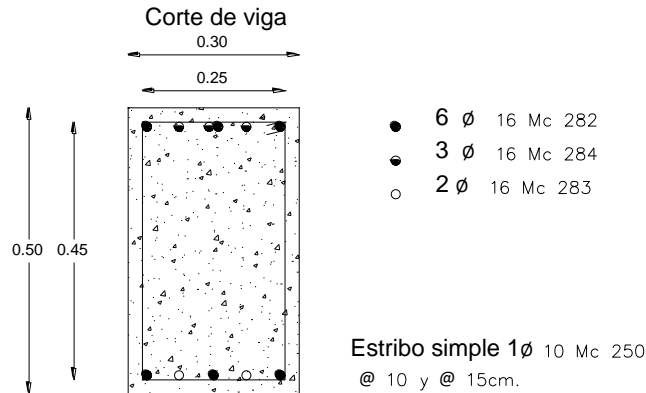 Corte de viga
0.30
0.25
6 ø 16 Mc 282
3 ø 16 Mc 284
2 ø 16 Mc 283
0.50
0.45
Estribo simple 1ø 10 Mc 250
@ 10 y @ 15cm.